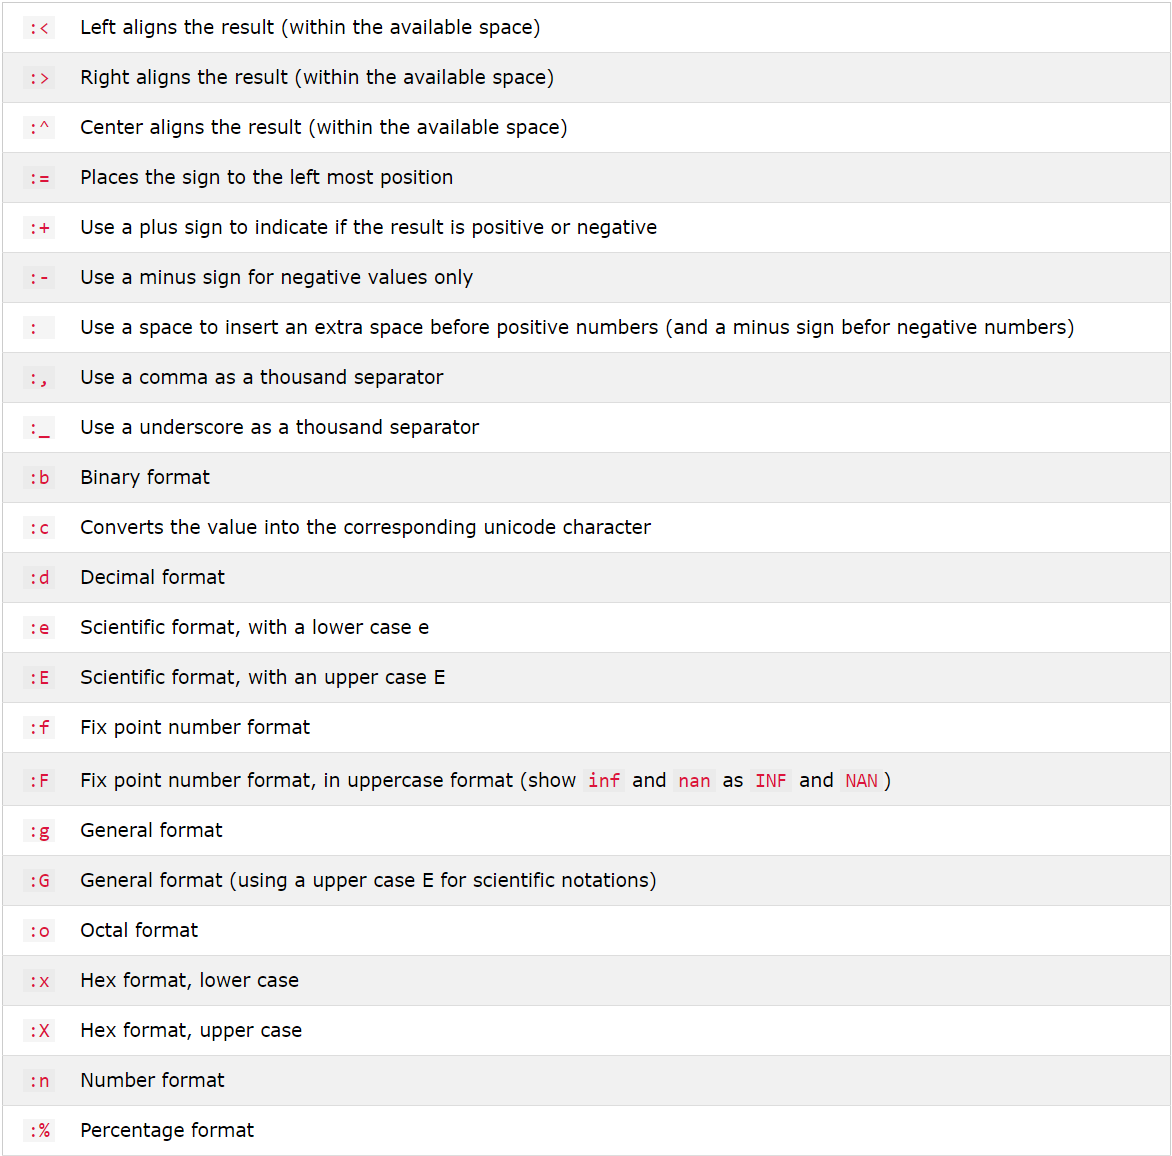 :< Left aligns the result (within the available space)
:> Right aligns the result (within the available space)
:^ Center aligns the result (within the available space)
:= Places the sign to the left most position
:+ Use a plus sign to indicate if the result is positive or negative
:- Use a minus sign for negative values only
: Use a space to insert an extra space before positive numbers (and a minus sign befor negative numbers)
:, Use a comma as a thousand separator
:_ Use a underscore as a thousand separator
:b Binary format
:c Converts the value into the corresponding unicode character
:d Decimal format
:e Scientific format, with a lower case e
:E Scientific format, with an upper case E
:f Fix point number format
:F Fix point number format, in uppercase format (show inf and nan as INF and NAN)
:g General format
:G General format (using a upper case E for scientific notations)
:o Octal format
:x Hex format, lower case
:X Hex format, upper case
:n Number format
:% Percentage format